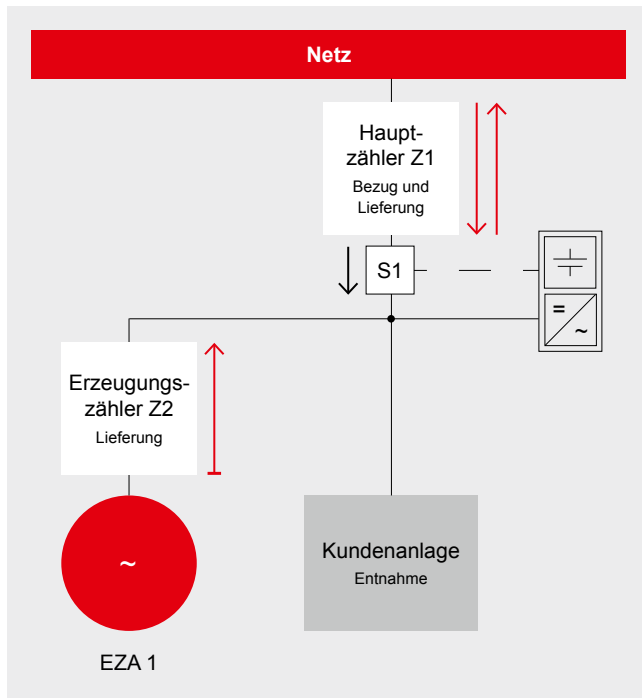 Netz
Haupt-
zähler Z1
Bezug und
Lieferung
S1
=
~
Erzeugungs-
zähler Z2
Lieferung
~
EZA 1
Kundenanlage
Entnahme